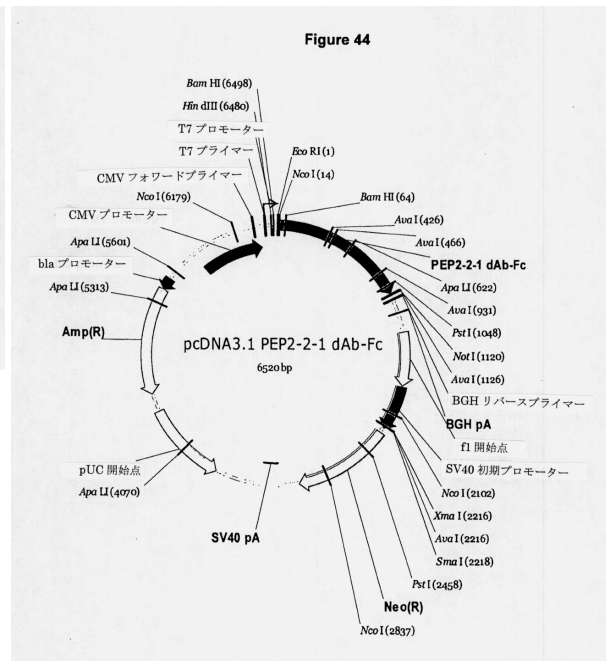 Figure 44
Bam HI (6498)
Hin dIII (6480)
T7 プロモーター
T7 プライマー
CMV フォワードプライマー
Nco I (6179)
CMV プロモーター
Apa LI (5601)
bla プロモーター
Apa LI (5313)
Amp(R)
Eco RI (1)
Nco I (14)
Bam HI (64)
Ava I (426)
Ava I (466)
PEP2-2-1 dAb-Fc
Apa LI (622)
Ava I (931)
Pst I (1048)
Not I (1120)
Ava I (1126)
BGH リバースプライマー
BGH pA
f1 開始点
SV40 初期プロモーター
Nco I (2102)
Xma I (2216)
Ava I (2216)
Sma I (2218)
Pst I (2458)
Neo(R)
Nco I (2837)
pcDNA3.1 PEP2-2-1 dAb-Fc
6520 bp
pUC 開始点
Apa LI (4070)
SV40 pA